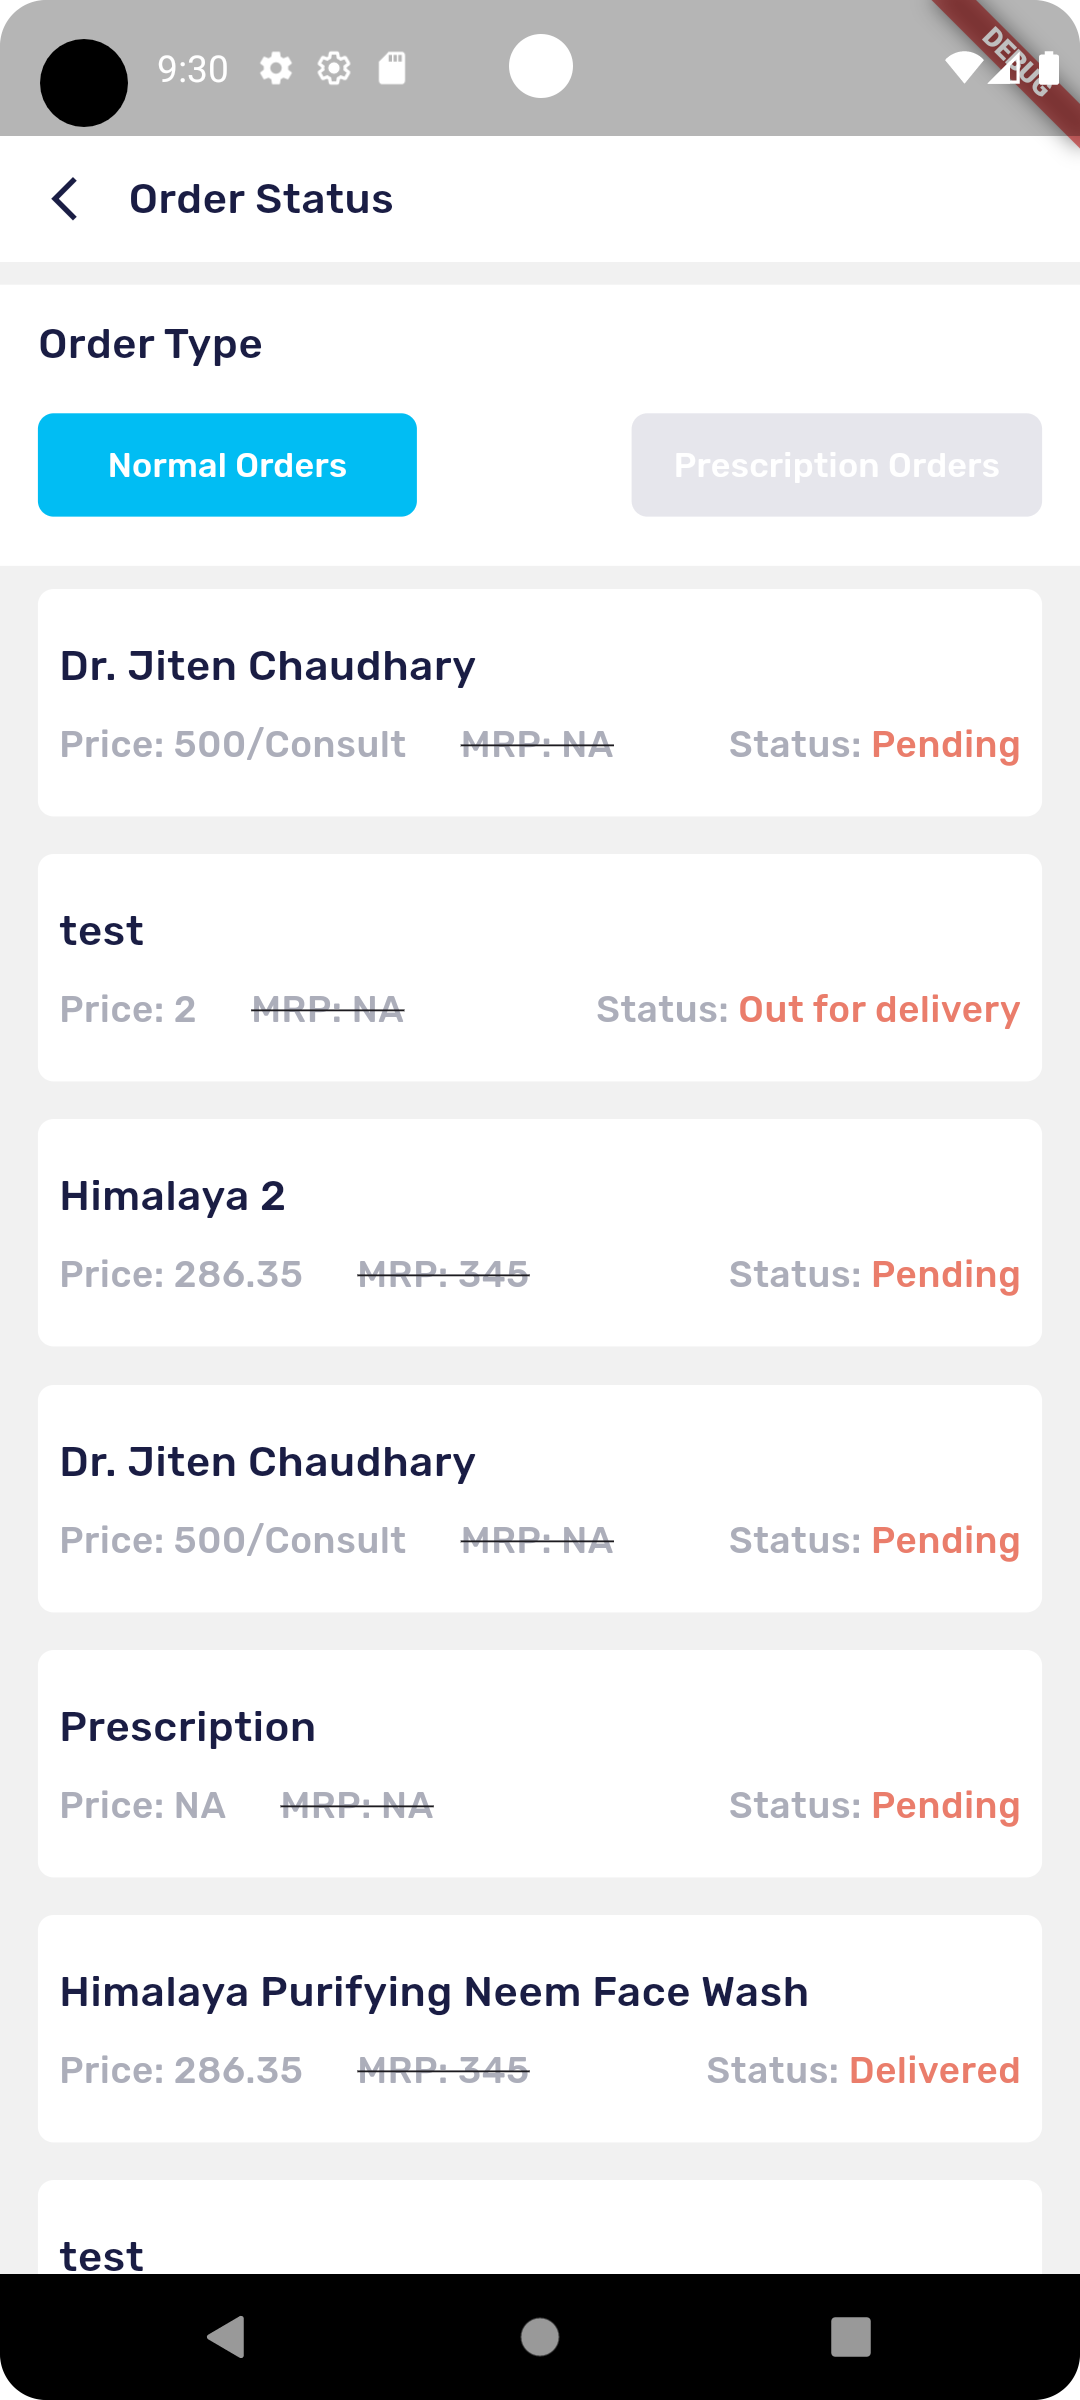 9:30
DEBUG
Order Status
Order Type
Normal Orders
Prescription Orders
Dr. Jiten Chaudhary
Price: 500/Consult MRP: NA Status: Pending
test
Price: 2 MRP: NA Status: Out for delivery
Himalaya 2
Price: 286.35 MRP: 345 Status: Pending
Dr. Jiten Chaudhary
Price: 500/Consult MRP: NA Status: Pending
Prescription
Price: NA MRP: NA Status: Pending
Himalaya Purifying Neem Face Wash
Price: 286.35 MRP: 345 Status: Delivered
test